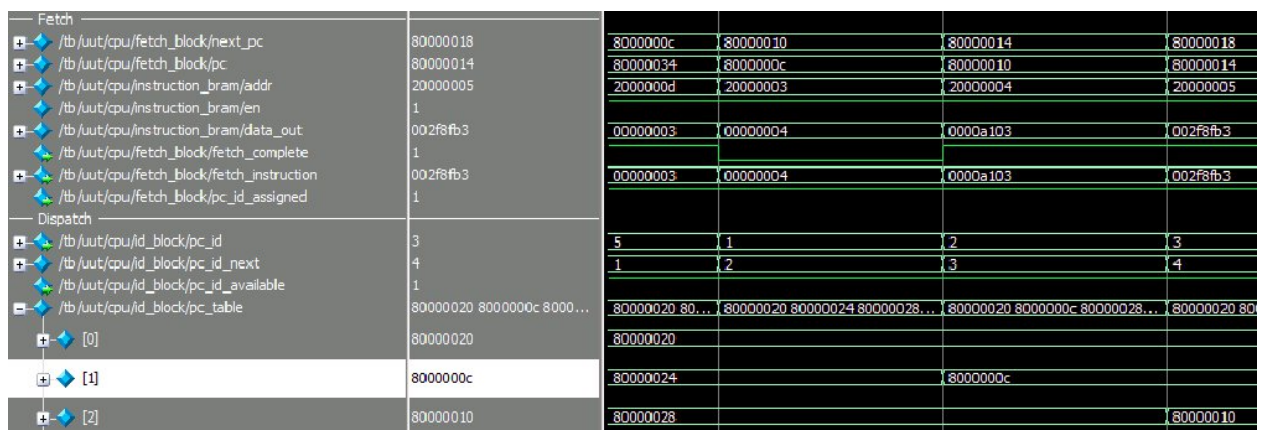 Fetch
/tb/uut/cpu/fetch_block/next_pc 80000018 8000000c 80000010 80000014 80000018
/tb/uut/cpu/fetch_block/pc 80000014 80000034 8000000c 80000010 80000014
/tb/uut/cpu/instruction_bram/addr 20000005 2000000d 20000003 20000004 20000005
/tb/uut/cpu/instruction_bram/en 1
/tb/uut/cpu/instruction_bram/data_out 002f8fb3 00000003 00000004 0000a103 002f8fb3
/tb/uut/cpu/fetch_block/fetch_complete 1
/tb/uut/cpu/fetch_block/fetch_instruction 002f8fb3 00000003 00000004 0000a103 002f8fb3
/tb/uut/cpu/fetch_block/pc_id_assigned 1
Dispatch
/tb/uut/cpu/id_block/pc_id 3 5 1 2 3
/tb/uut/cpu/id_block/pc_id_next 4 1 2 3 4
/tb/uut/cpu/id_block/pc_id_available 1
/tb/uut/cpu/id_block/pc_table 80000020 8000000c 8000... 80000020 80... 80000020 80000024 80000028... 80000020 8000000c 80000028... 80000020 80
[0] 80000020 80000020
[1] 8000000c 80000024 8000000c
[2] 80000010 80000028 80000010